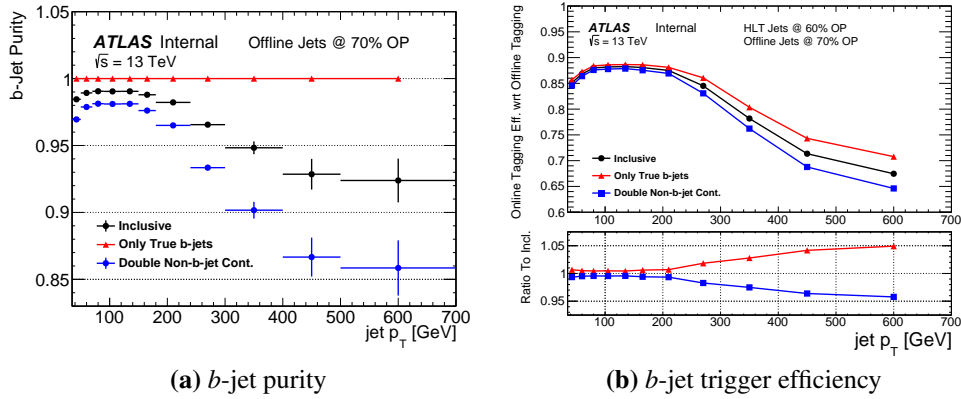 b-Jet Purity
ATLAS Internal
√s = 13 TeV
Offline Jets @ 70% OP
1
0.95
0.9
0.85
Inclusive
Only True b-jets
Double Non-b-jet Cont.
100 200 300 400 500 600 700
jet p_T [GeV]
(a) b-jet purity
Online Tagging Eff. wrt Offline Tagging
1
0.95
0.9
0.85
0.8
0.75
0.7
0.65
0.6
ATLAS Internal
√s = 13 TeV
HLT Jets @ 60% OP
Offline Jets @ 70% OP
Inclusive
Only True b-jets
Double Non-b-jet Cont.
100 200 300 400 500 600 700
Ratio To Incl.
1.05
1
0.95
100 200 300 400 500 600 700
jet p_T [GeV]
(b) b-jet trigger efficiency